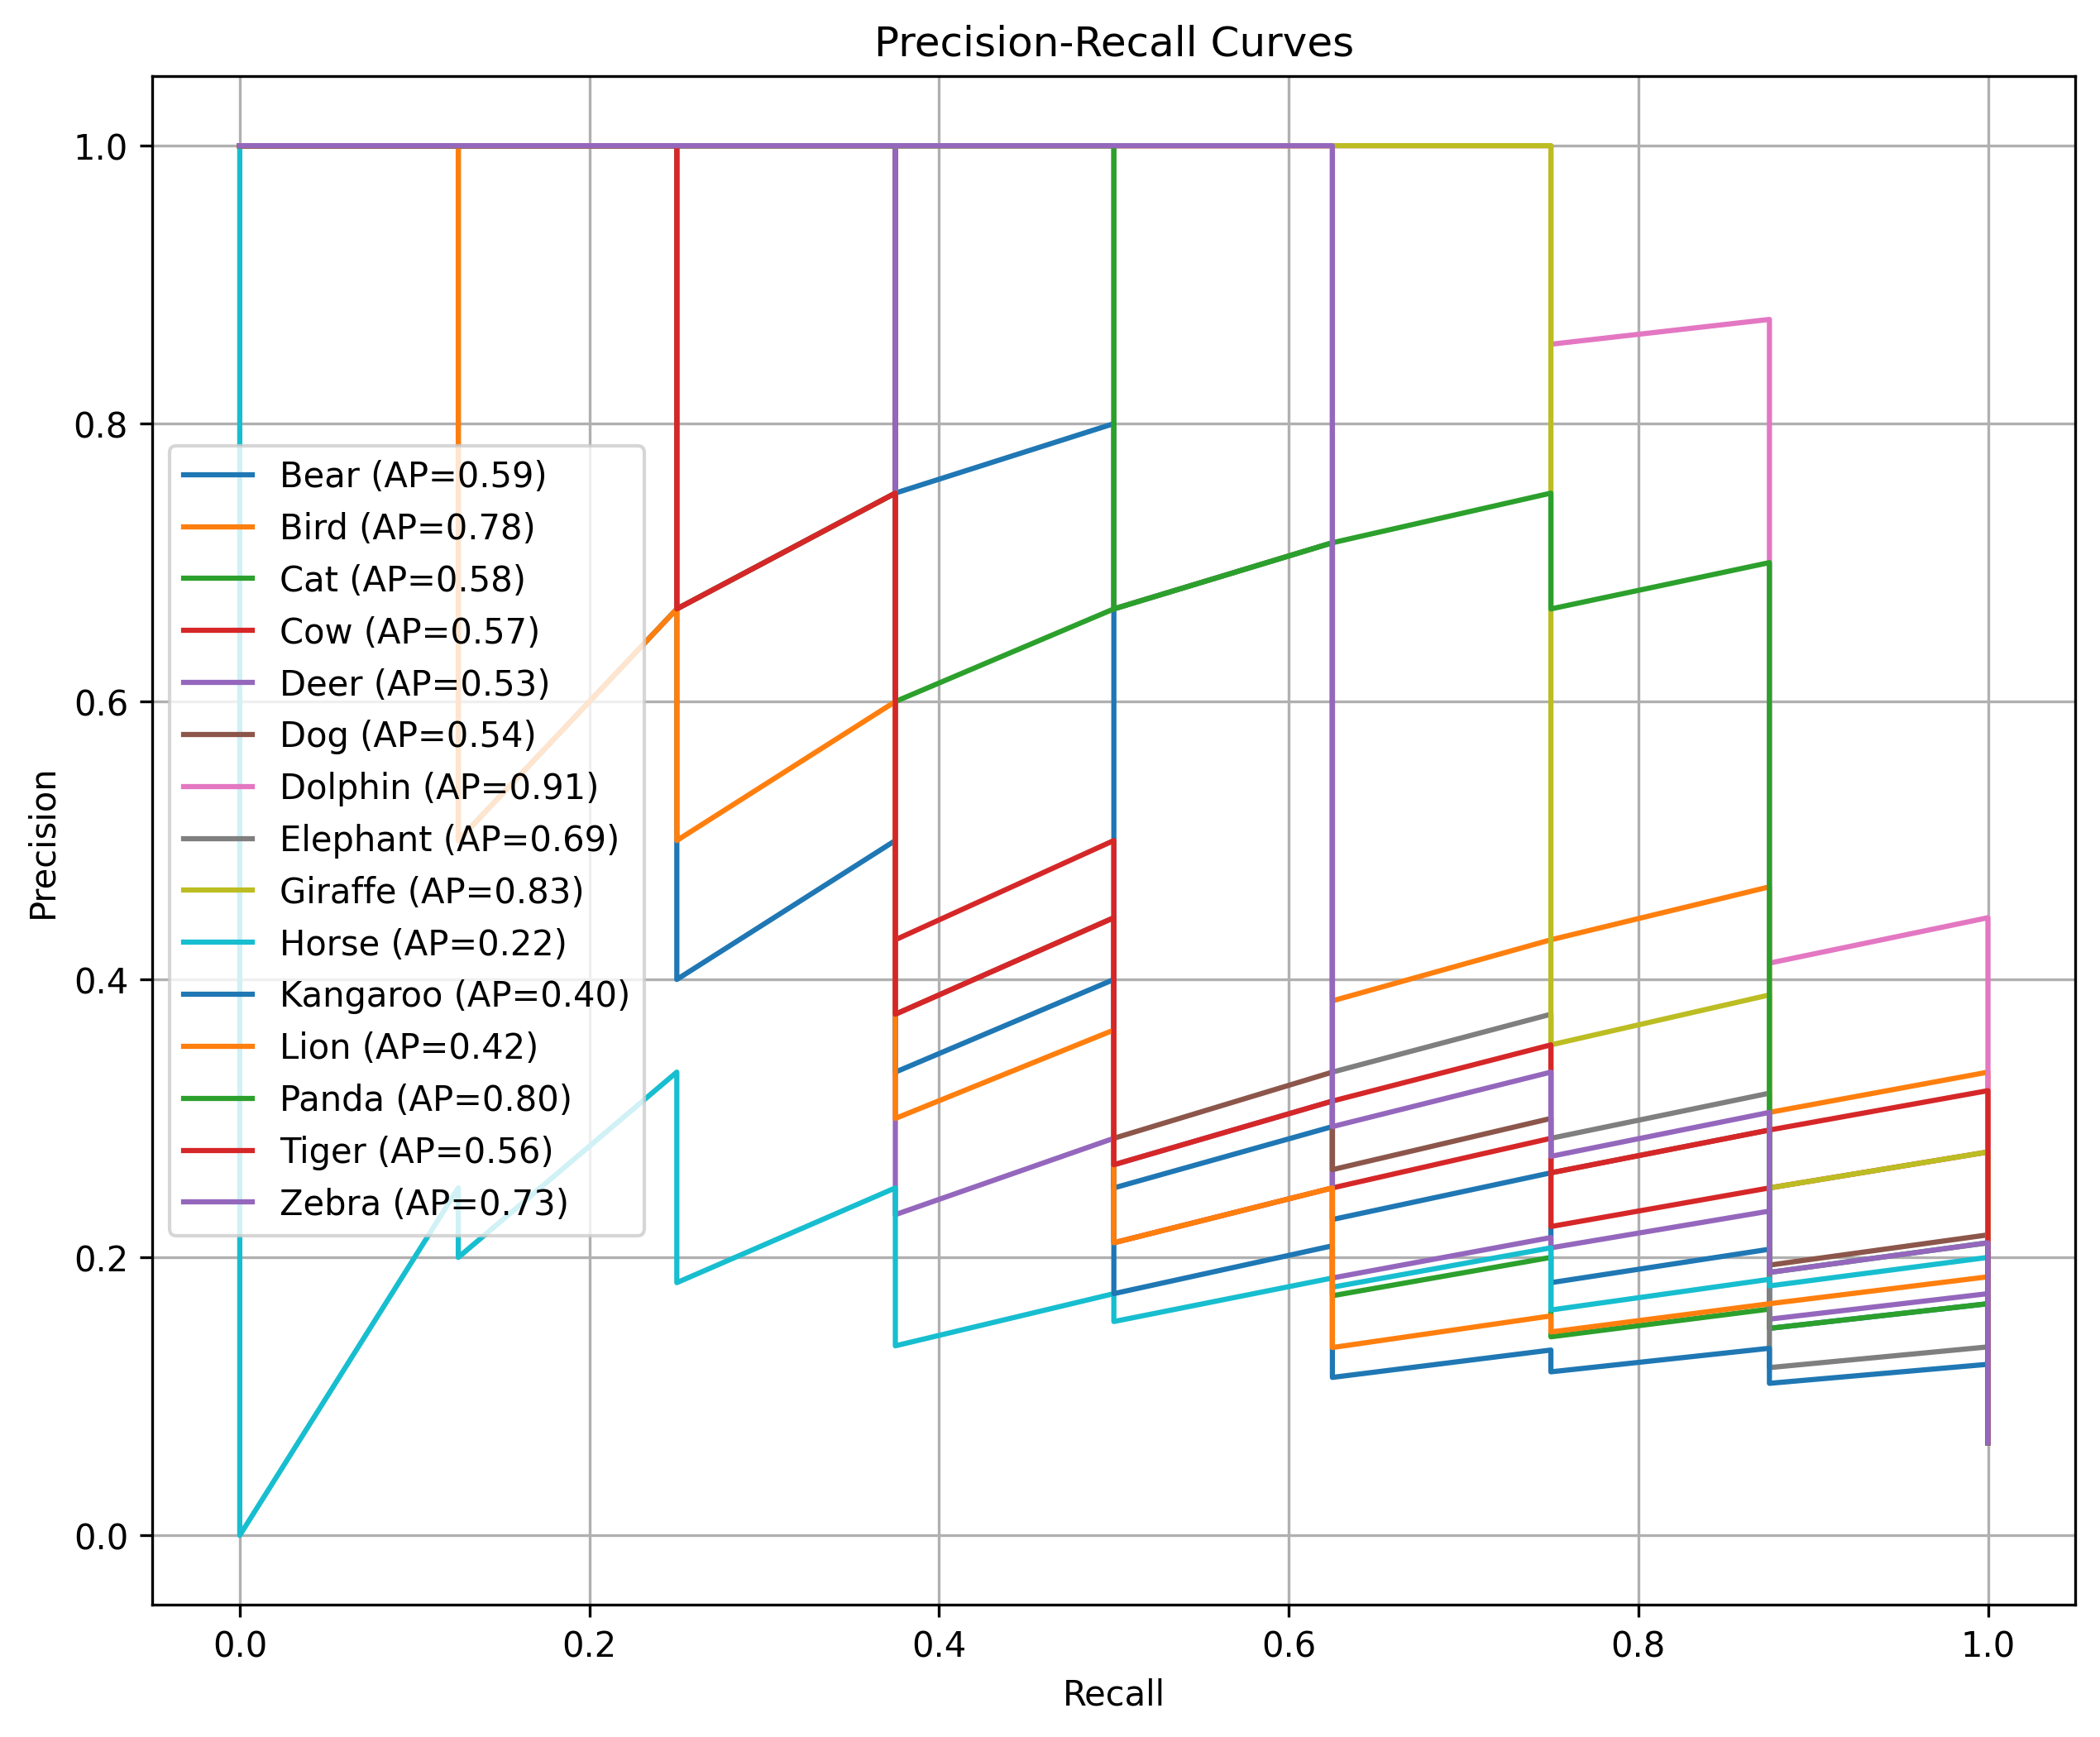 Precision-Recall Curves
1.0
0.8
0.6
0.4
0.2
0.0
Precision
Bear (AP=0.59)
Bird (AP=0.78)
Cat (AP=0.58)
Cow (AP=0.57)
Deer (AP=0.53)
Dog (AP=0.54)
Dolphin (AP=0.91)
Elephant (AP=0.69)
Giraffe (AP=0.83)
Horse (AP=0.22)
Kangaroo (AP=0.40)
Lion (AP=0.42)
Panda (AP=0.80)
Tiger (AP=0.56)
Zebra (AP=0.73)
0.0 0.2 0.4 0.6 0.8 1.0
Recall